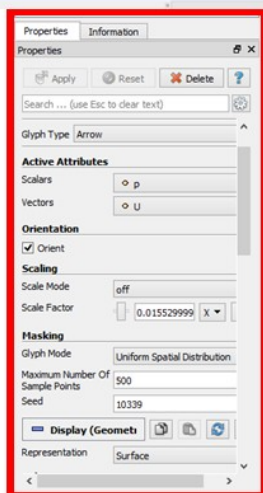 Properties Information
Properties
Apply Reset Delete ?
Search ... (use Esc to clear text)
Glyph Type Arrow
Active Attributes
Scalars p
Vectors U
Orientation
Orient
Scaling
Scale Mode off
Scale Factor 0.015529999 X
Masking
Glyph Mode Uniform Spatial Distribution
Maximum Number Of
Sample Points 500
Seed 10339
Display (Geomet
Representation Surface